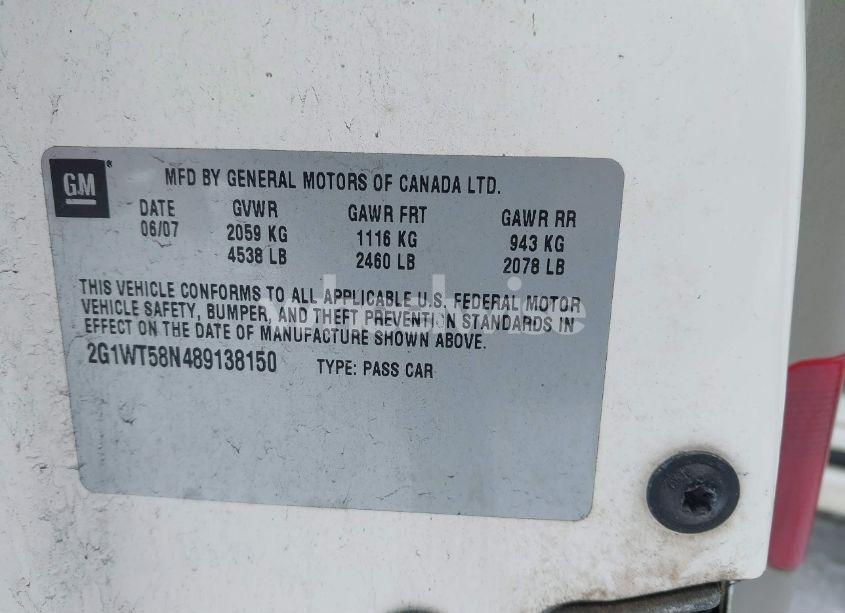 GM
MFD BY GENERAL MOTORS OF CANADA LTD.
DATE GVWR GAWR FRT GAWR RR
06/07 2059 KG 1116 KG 943 KG
4538 LB 2460 LB 2078 LB
THIS VEHICLE CONFORMS TO ALL APPLICABLE U.S. FEDERAL MOTOR
VEHICLE SAFETY, BUMPER, AND THEFT PREVENTION STANDARDS IN
EFFECT ON THE DATE OF MANUFACTURE SHOWN ABOVE.
2G1WT58N489138150 TYPE: PASS CAR